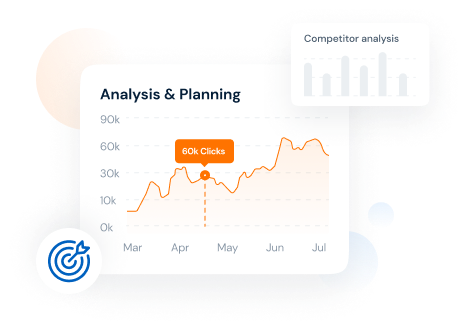 Competitor analysis
Analysis & Planning
90k
60k
60k Clicks
30k
10k
0k
Mar Apr May Jun Jul